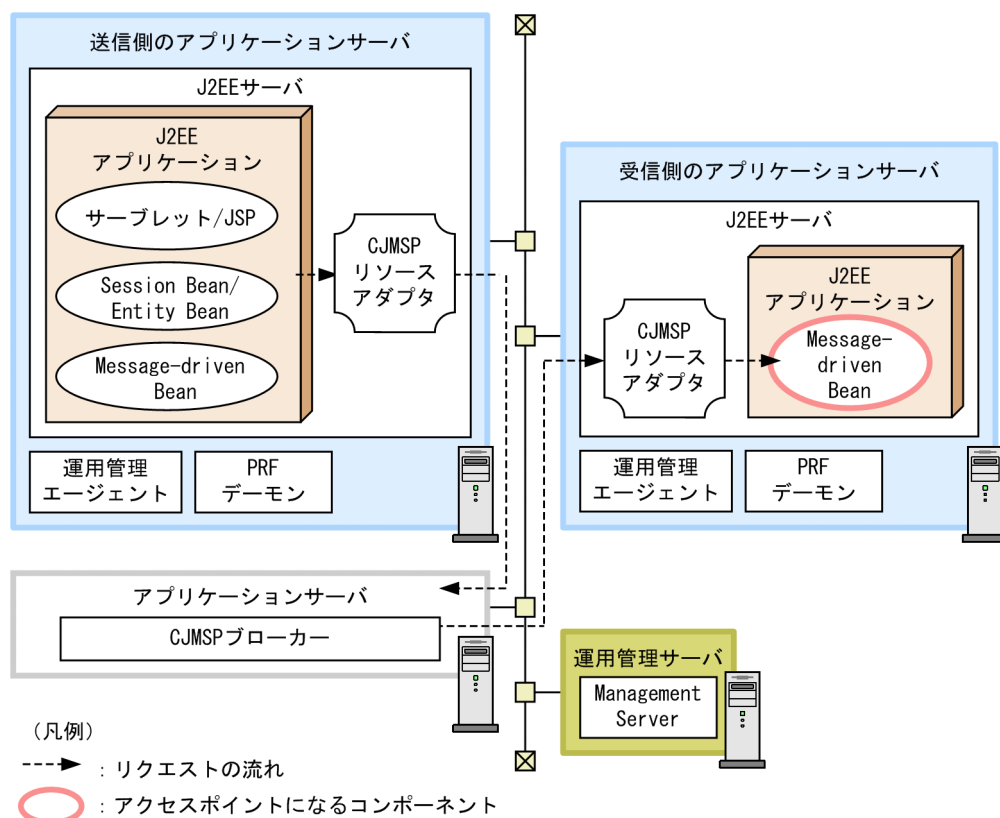 送信側のアプリケーションサーバ
J2EEサーバ
J2EE
アプリケーション
サーブレット/JSP
Session Bean/
Entity Bean
Message-driven
Bean
CJMSP
リソース
アダプタ
運用管理
エージェント
PRF
デーモン
受信側のアプリケーションサーバ
J2EEサーバ
CJMSP
リソース
アダプタ
J2EE
アプリケーション
Message-
driven
Bean
運用管理
エージェント
PRF
デーモン
アプリケーションサーバ
CJMSPブローカー
運用管理サーバ
Management
Server
（凡例）
：リクエストの流れ
：アクセスポイントになるコンポーネント